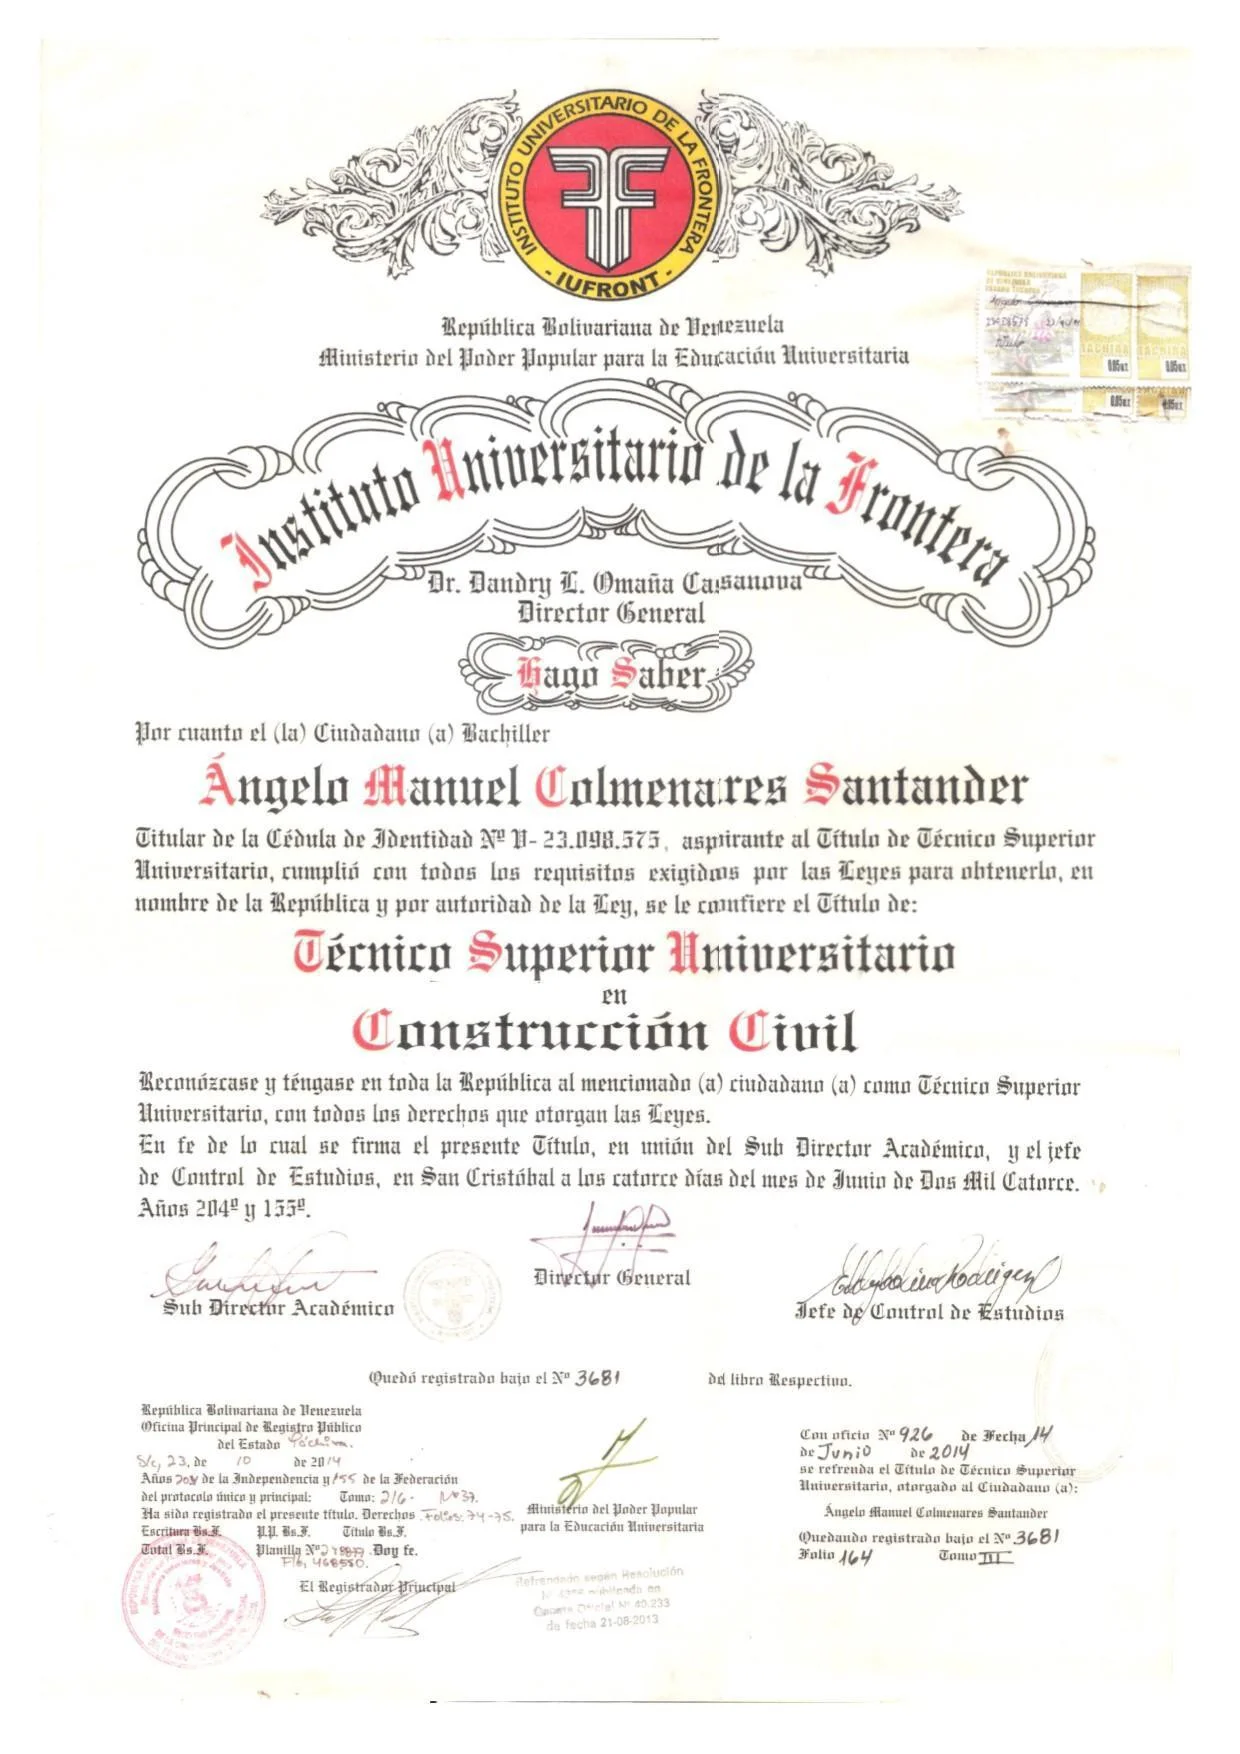 INSTITUTO UNIVERSITARIO DE LA FRONTERA
- IUFRONT -
República Bolivariana de Venezuela
Ministerio del Poder Popular para la Educación Universitaria
REPÚBLICA BOLIVARIANA
DE VENEZUELA
TACHIRA
TACHIRA
0.05U.T
0.05U.T
0.05U.T
0.05U.T
Instituto Universitario de la Frontera
Dr. Dandry L. Omaña Casanova
Director General
Hago Saber
Por cuanto el (la) Ciudadano (a) Bachiller
Ángelo Manuel Colmenares Santander
Titular de la Cédula de Identidad Nº V- 23.098.575, aspirante al Título de Técnico Superior
Universitario, cumplió con todos los requisitos exigidos por las Leyes para obtenerlo, en
nombre de la República y por autoridad de la Ley, se le confiere el Título de:
Técnico Superior Universitario
en
Construcción Civil
Reconózcase y téngase en toda la República al mencionado (a) ciudadano (a) como Técnico Superior
Universitario, con todos los derechos que otorgan las Leyes.
En fe de lo cual se firma el presente Título, en unión del Sub Director Académico, y el jefe
de Control de Estudios, en San Cristóbal a los catorce días del mes de Junio de Dos Mil Catorce.
Años 204º y 155º.
Sub Director Académico
Director General
Jefe de Control de Estudios
Quedó registrado bajo el Nº 3681 del libro Respectivo.
República Bolivariana de Venezuela
Oficina Principal de Registro Público
del Estado Táchira.
S/c, 23, de 10 de 2014
Años 204 de la Independencia y 155 de la Federación
del protocolo único y principal: Tomo: 216. Nº 37.
Ha sido registrado el presente título. Derechos Folios: 74-75.
Escritura Bs.F. P.P. Bs.F. Título Bs.F.
Total Bs.F. Planilla Nº Doy fe.
468550.
El Registrador Principal
Ministerio del Poder Popular
para la Educación Universitaria
Refrendado según Resolución
Nº publicada en
Gaceta Oficial Nº 40.233
de fecha 21-08-2013
Con oficio Nº 926 de Fecha 14
de Junio de 2014
se refrenda el Título de Técnico Superior
Universitario, otorgado al Ciudadano (a):
Ángelo Manuel Colmenares Santander
Quedando registrado bajo el Nº 3681
Folio 164 Tomo III